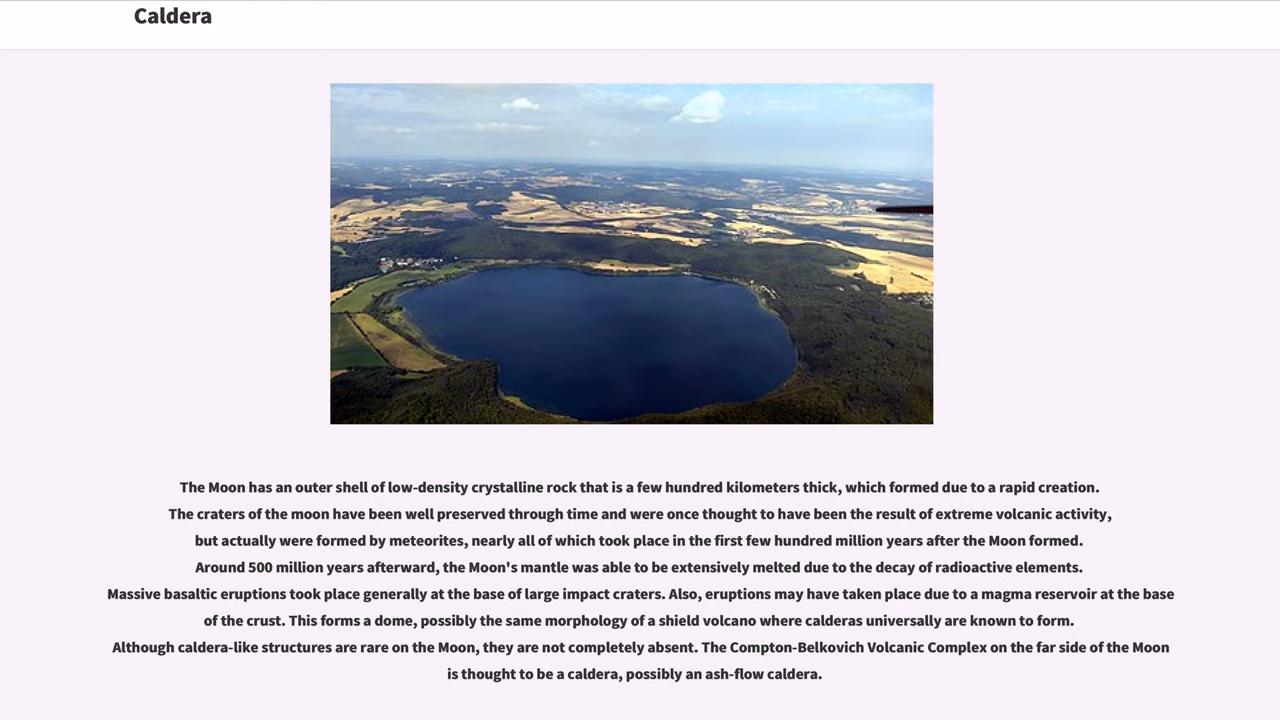 Caldera
The Moon has an outer shell of low-density crystalline rock that is a few hundred kilometers thick, which formed due to a rapid creation.
The craters of the moon have been well preserved through time and were once thought to have been the result of extreme volcanic activity,
but actually were formed by meteorites, nearly all of which took place in the first few hundred million years after the Moon formed.
Around 500 million years afterward, the Moon's mantle was able to be extensively melted due to the decay of radioactive elements.
Massive basaltic eruptions took place generally at the base of large impact craters. Also, eruptions may have taken place due to a magma reservoir at the base
of the crust. This forms a dome, possibly the same morphology of a shield volcano where calderas universally are known to form.
Although caldera-like structures are rare on the Moon, they are not completely absent. The Compton-Belkovich Volcanic Complex on the far side of the Moon
is thought to be a caldera, possibly an ash-flow caldera.